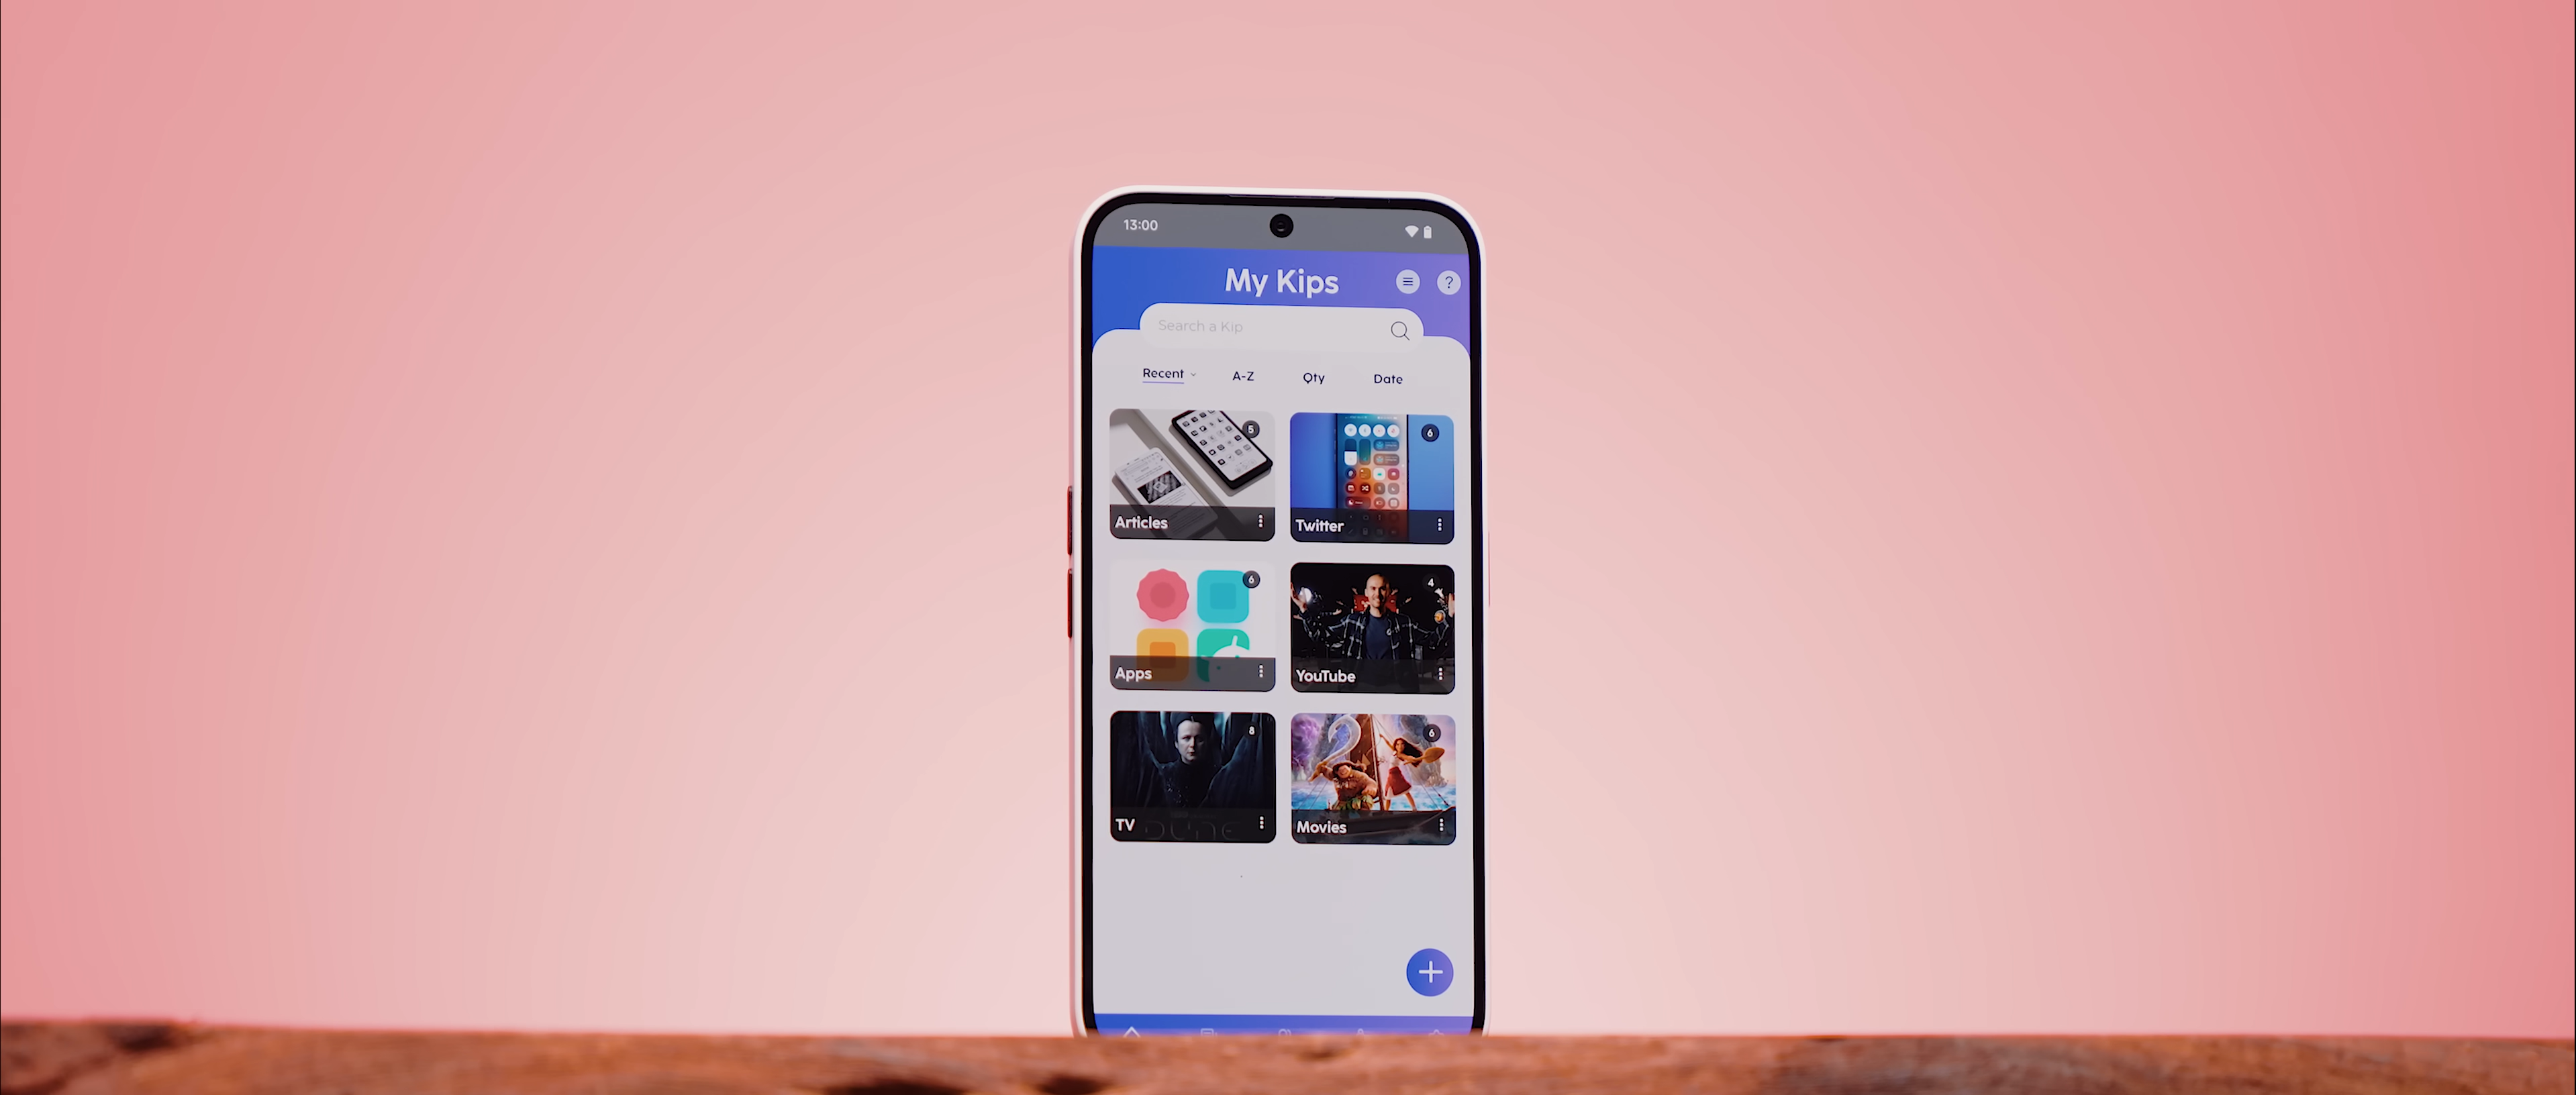 13:00
My Kips
?
Search a Kip
Recent A-Z Qty Date
5
6
Articles
Twitter
6
4
Apps
YouTube
8
6
DUNE
TV
Movies